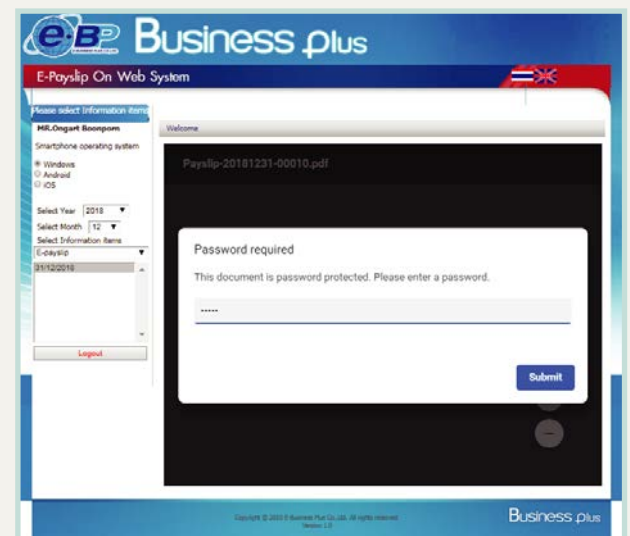 e-BP Business Plus
E-Payslip On Web System
Please select Information items
MR.Ongart Boonpom
Welcome
Smartphone operating system
Windows
Android
iOS
Select Year 2018
Select Month 12
Select Information items
E-payslip
31/12/2018
Logout
Payslip-20181231-00010.pdf
Password required
This document is password protected. Please enter a password.
•••••
Submit
Business Plus